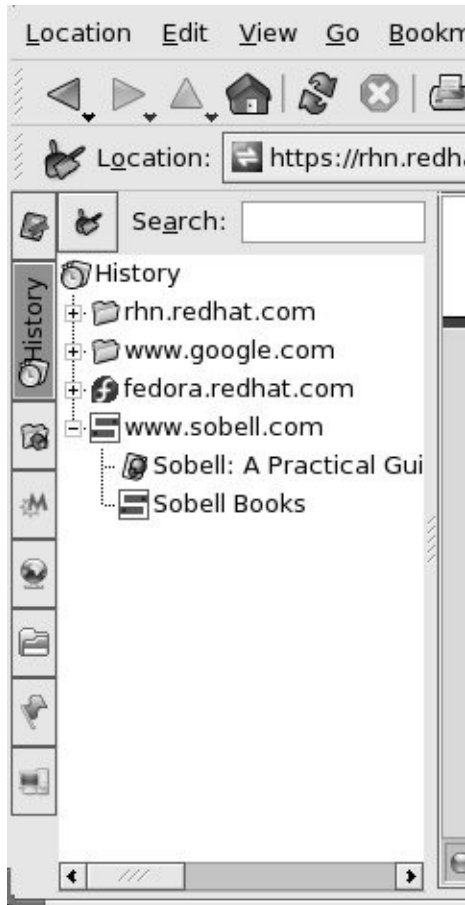 Location Edit View Go Bookm
Location: https://rhn.redha
Search:
History
History
rhn.redhat.com
www.google.com
fedora.redhat.com
www.sobell.com
Sobell: A Practical Gui
Sobell Books